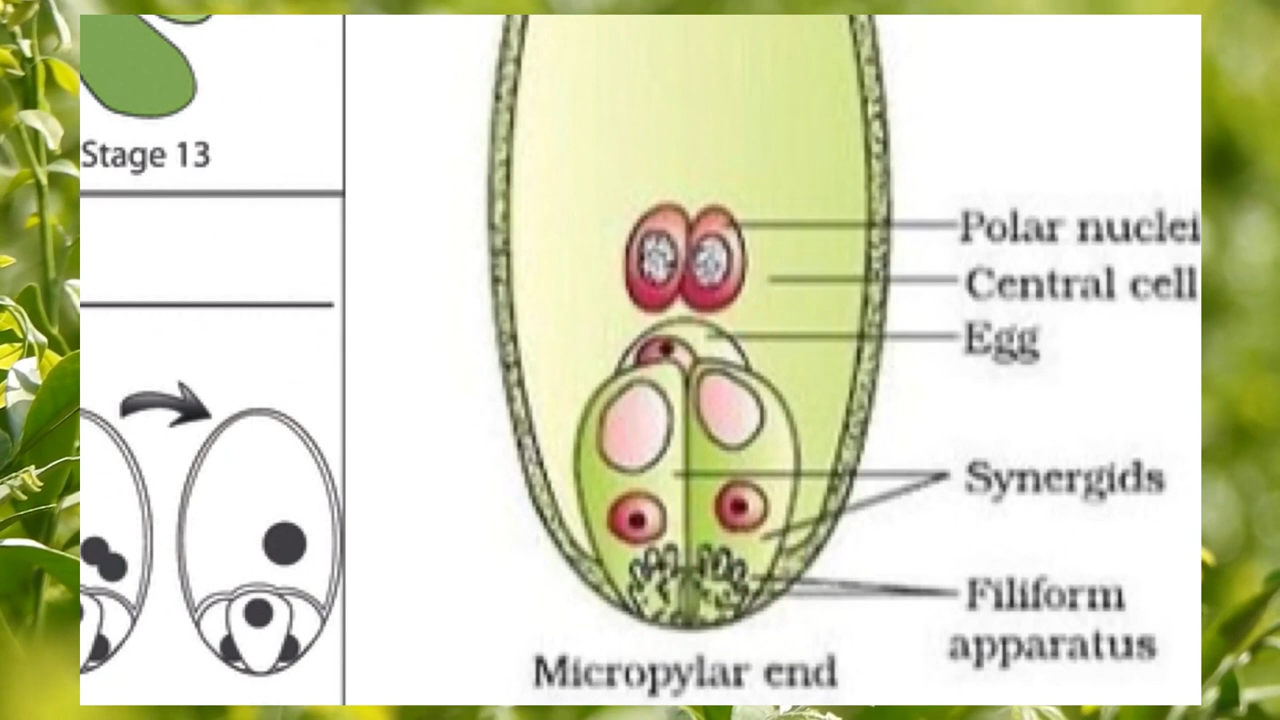 Stage 13
Polar nuclei
Central cell
Egg
Synergids
Filiform
apparatus
Micropylar end